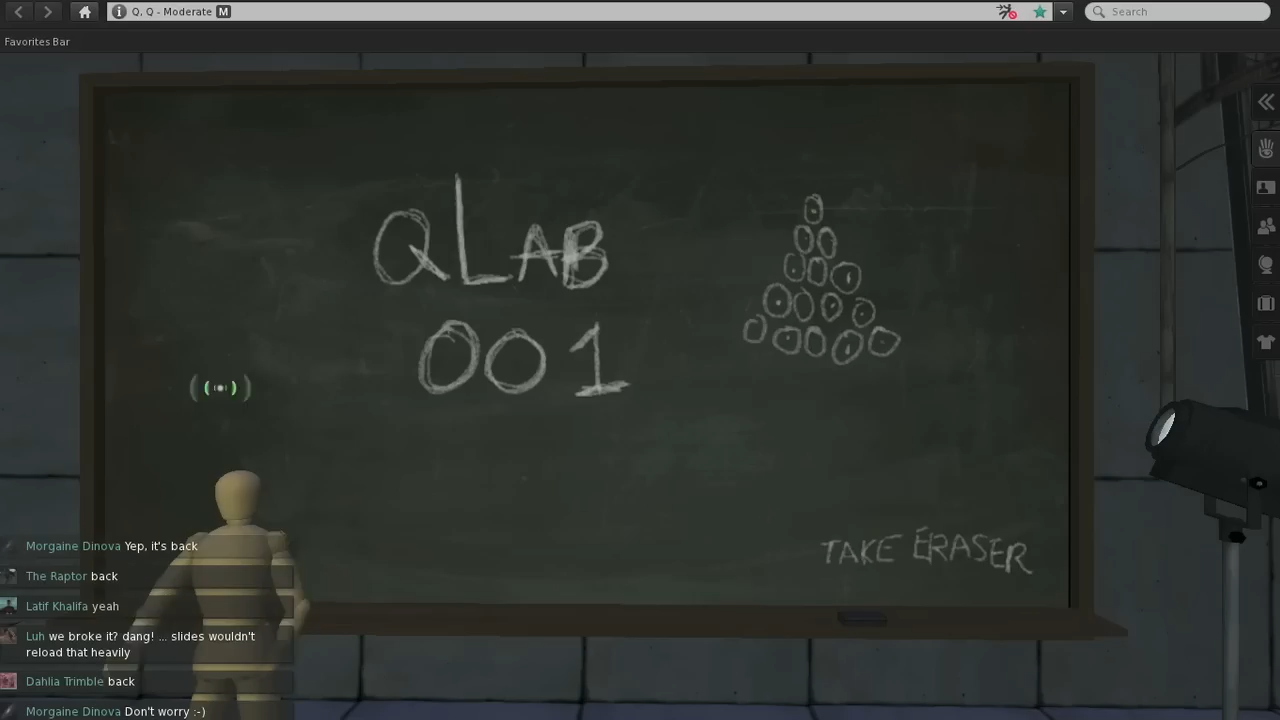 Q, Q - Moderate M
Search
Favorites Bar
QLAB
001
TAKE ERASER
Morgaine Dinova Yep, it's back
The Raptor back
Latif Khalifa yeah
Luh we broke it? dang! ... slides wouldn't
reload that heavily
Dahlia Trimble back
Morgaine Dinova Don't worry :-)